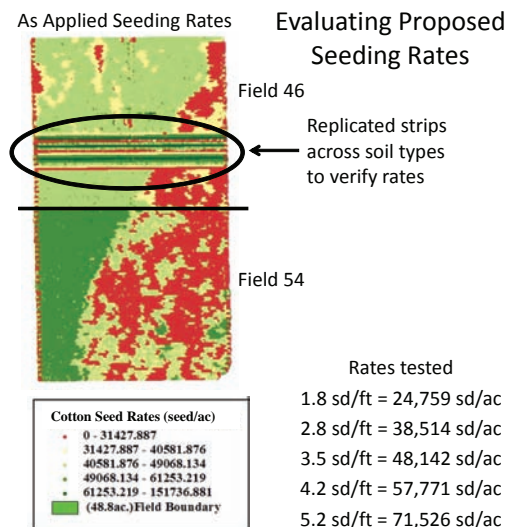 As Applied Seeding Rates
Evaluating Proposed
Seeding Rates
Field 46
Replicated strips
across soil types
to verify rates
Field 54
Rates tested
1.8 sd/ft = 24,759 sd/ac
2.8 sd/ft = 38,514 sd/ac
3.5 sd/ft = 48,142 sd/ac
4.2 sd/ft = 57,771 sd/ac
5.2 sd/ft = 71,526 sd/ac
Cotton Seed Rates (seed/ac)
0 - 31427.887
31427.887 - 40581.876
40581.876 - 49068.134
49068.134 - 61253.219
61253.219 - 151736.881
(48.8ac.) Field Boundary